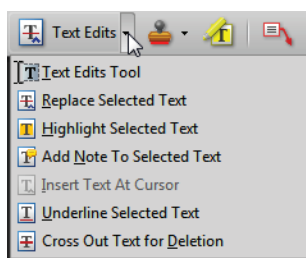 Text Edits
Text Edits Tool
Replace Selected Text
Highlight Selected Text
Add Note To Selected Text
Insert Text At Cursor
Underline Selected Text
Cross Out Text for Deletion